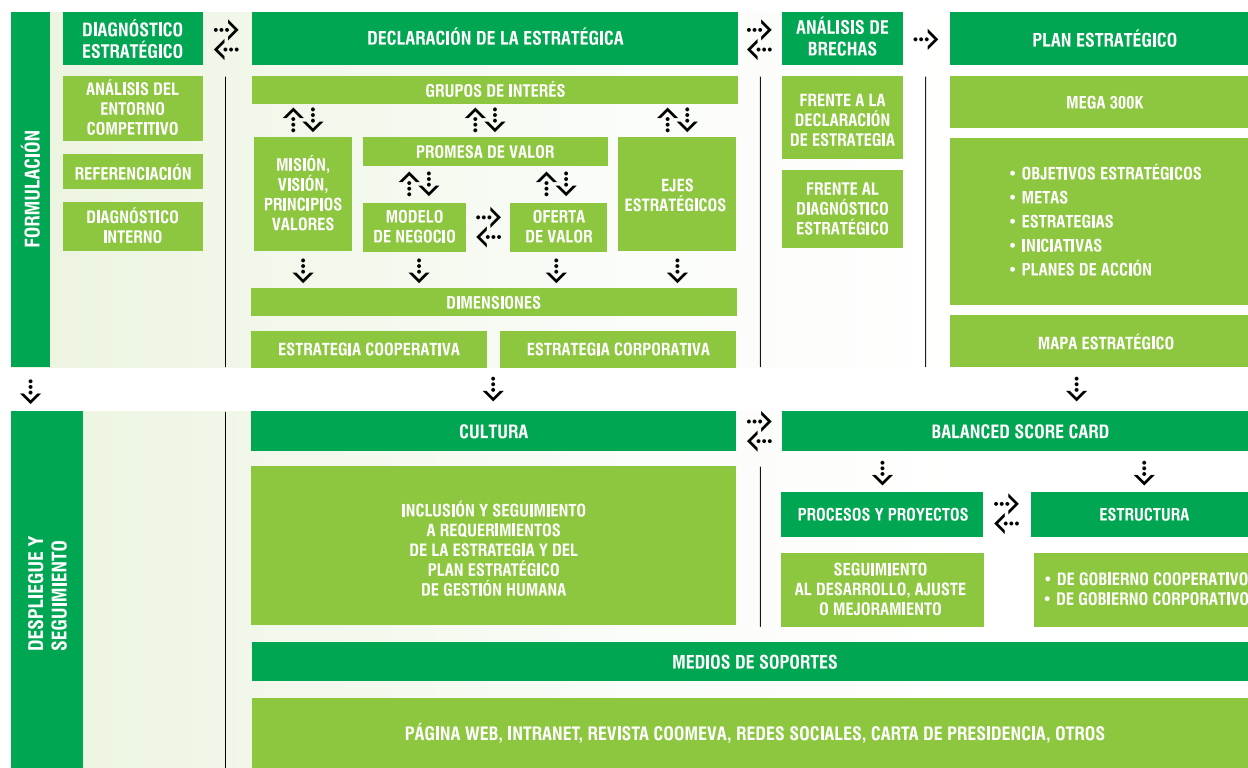 FORMULACIÓN
DIAGNÓSTICO
ESTRATÉGICO
ANÁLISIS DEL
ENTORNO
COMPETITIVO
REFERENCIACIÓN
DIAGNÓSTICO
INTERNO
DECLARACIÓN DE LA ESTRATÉGICA
GRUPOS DE INTERÉS
MISIÓN,
VISIÓN,
PRINCIPIOS
VALORES
PROMESA DE VALOR
MODELO
DE NEGOCIO
OFERTA
DE VALOR
EJES
ESTRATÉGICOS
DIMENSIONES
ESTRATEGIA COOPERATIVA
ESTRATEGIA CORPORATIVA
ANÁLISIS DE
BRECHAS
FRENTE A LA
DECLARACIÓN
DE ESTRATEGIA
FRENTE AL
DIAGNÓSTICO
ESTRATÉGICO
PLAN ESTRATÉGICO
MEGA 300K
• OBJETIVOS ESTRATÉGICOS
• METAS
• ESTRATEGIAS
• INICIATIVAS
• PLANES DE ACCIÓN
MAPA ESTRATÉGICO
DESPLIEGUE Y
SEGUIMIENTO
CULTURA
INCLUSIÓN Y SEGUIMIENTO
A REQUERIMIENTOS
DE LA ESTRATEGIA Y DEL
PLAN ESTRATÉGICO
DE GESTIÓN HUMANA
BALANCED SCORE CARD
PROCESOS Y PROYECTOS
SEGUIMIENTO
AL DESARROLLO, AJUSTE
O MEJORAMIENTO
ESTRUCTURA
• DE GOBIERNO COOPERATIVO
• DE GOBIERNO CORPORATIVO
MEDIOS DE SOPORTES
PÁGINA WEB, INTRANET, REVISTA COOMEVA, REDES SOCIALES, CARTA DE PRESIDENCIA, OTROS